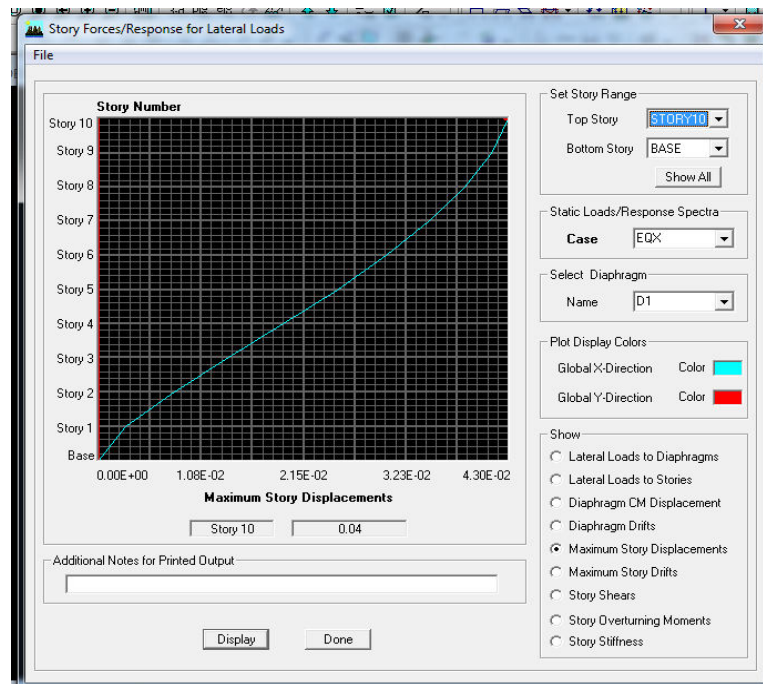 Story Forces/Response for Lateral Loads
File
Story Number
Story 10
Story 9
Story 8
Story 7
Story 6
Story 5
Story 4
Story 3
Story 2
Story 1
Base
0.00E+00 1.08E-02 2.15E-02 3.23E-02 4.30E-02
Maximum Story Displacements
Story 10 0.04
Additional Notes for Printed Output
Display Done
Set Story Range
Top Story STORY10
Bottom Story BASE
Show All
Static Loads/Response Spectra
Case EQX
Select Diaphragm
Name D1
Plot Display Colors
Global X-Direction Color
Global Y-Direction Color
Show
Lateral Loads to Diaphragms
Lateral Loads to Stories
Diaphragm CM Displacement
Diaphragm Drifts
Maximum Story Displacements
Maximum Story Drifts
Story Shears
Story Overturning Moments
Story Stiffness